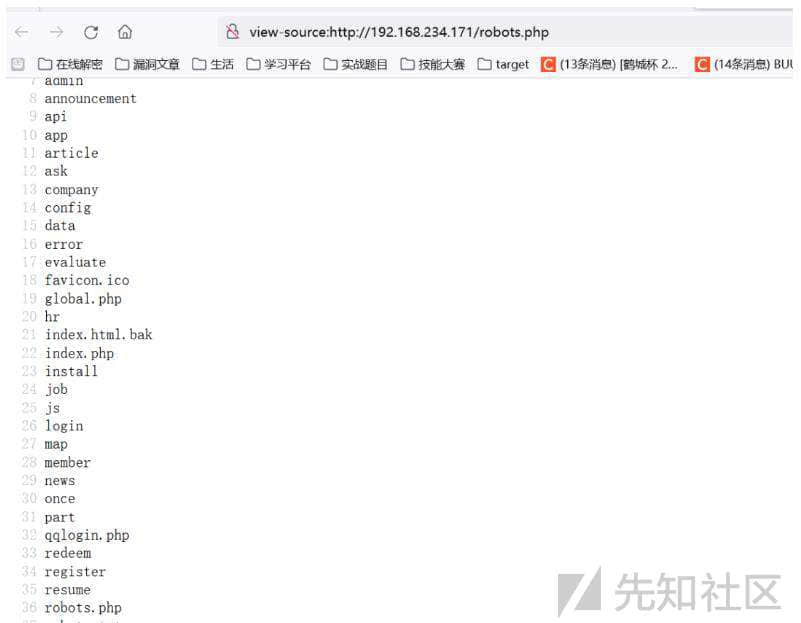 view-source:http://192.168.234.171/robots.php
在线解密 漏洞文章 生活 学习平台 实战题目 技能大赛 target C (13条消息) [鹤城杯 2... C (14条消息) BUU
7 admin
8 announcement
9 api
10 app
11 article
12 ask
13 company
14 config
15 data
16 error
17 evaluate
18 favicon.ico
19 global.php
20 hr
21 index.html.bak
22 index.php
23 install
24 job
25 js
26 login
27 map
28 member
29 news
30 once
31 part
32 qqlogin.php
33 redeem
34 register
35 resume
36 robots.php
先知社区